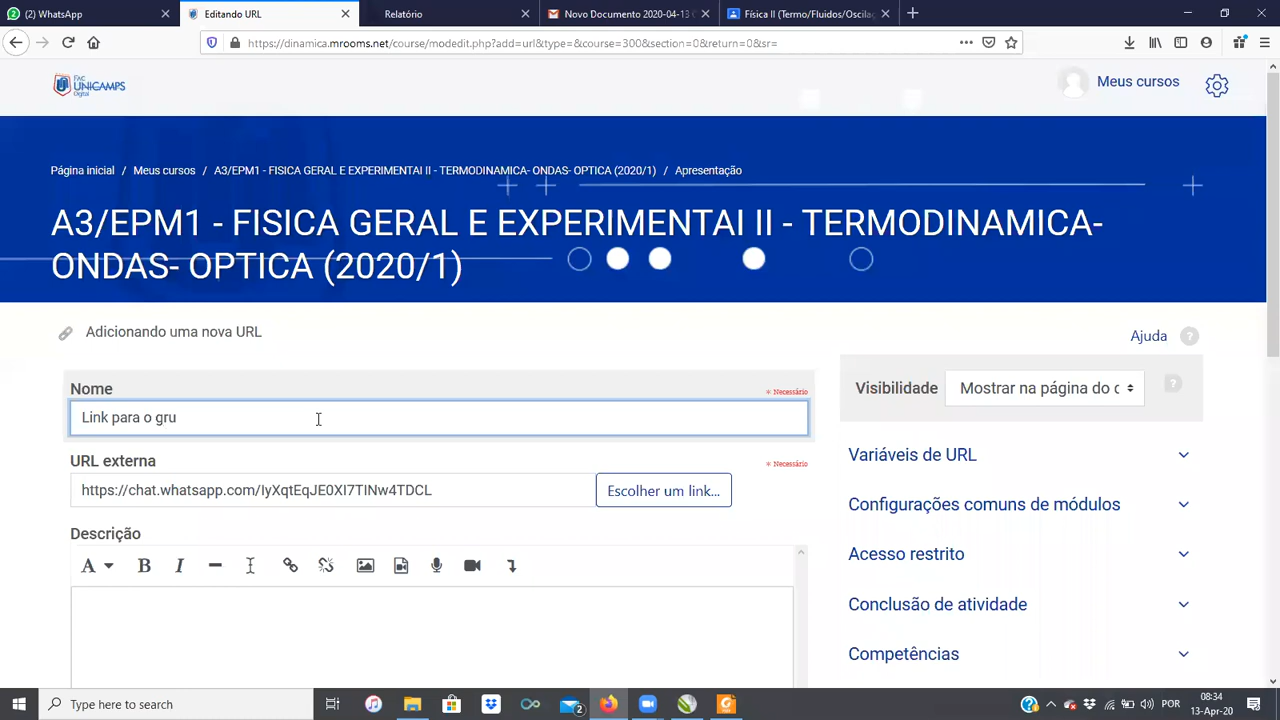 (2) WhatsApp
Editando URL
Relatório
Novo Documento 2020-04-13
Física II (Termo/Fluidos/Oscilaç
https://dinamica.mrooms.net/course/modedit.php?add=url&type=&course=300&section=0&return=0&sr=
FAC
UNICAMPS
Digital
Meus cursos
Página inicial / Meus cursos / A3/EPM1 - FISICA GERAL E EXPERIMENTAI II - TERMODINAMICA- ONDAS- OPTICA (2020/1) / Apresentação
A3/EPM1 - FISICA GERAL E EXPERIMENTAI II - TERMODINAMICA-
ONDAS- OPTICA (2020/1)
Adicionando uma nova URL
Ajuda ?
Nome
* Necessário
Link para o gru
Visibilidade
Mostrar na página do c
?
URL externa
* Necessário
https://chat.whatsapp.com/IyXqtEqJE0XI7TINw4TDCL
Escolher um link...
Descrição
A B I
Variáveis de URL
Configurações comuns de módulos
Acesso restrito
Conclusão de atividade
Competências
Type here to search
2
POR
08:34
13-Apr-20